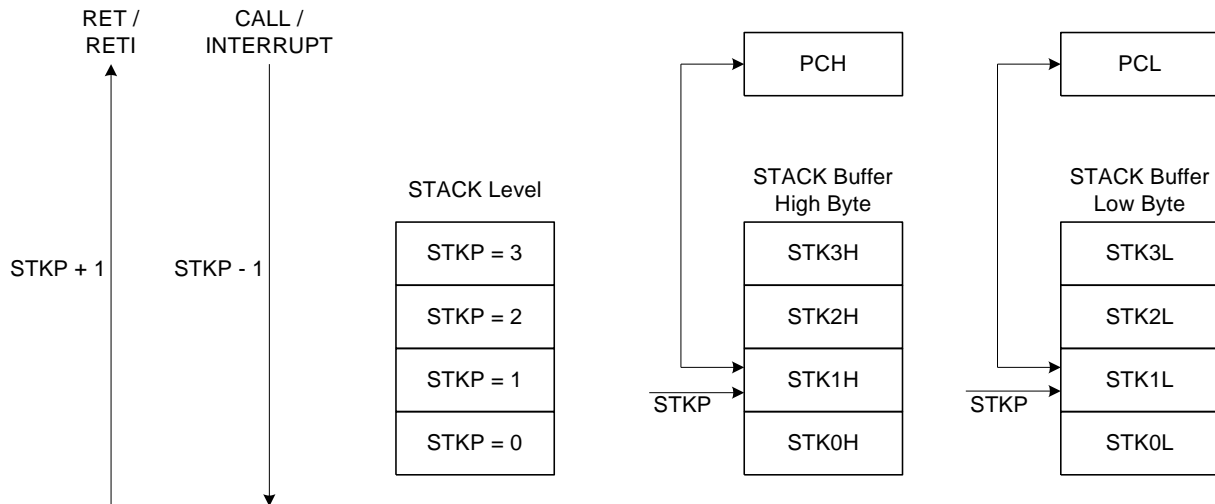 RET /
RETI
CALL /
INTERRUPT
STKP + 1
STKP - 1
STACK Level
STKP = 3
STKP = 2
STKP = 1
STKP = 0
PCH
STACK Buffer
High Byte
STK3H
STK2H
STK1H
STK0H
STKP
PCL
STACK Buffer
Low Byte
STK3L
STK2L
STK1L
STK0L
STKP